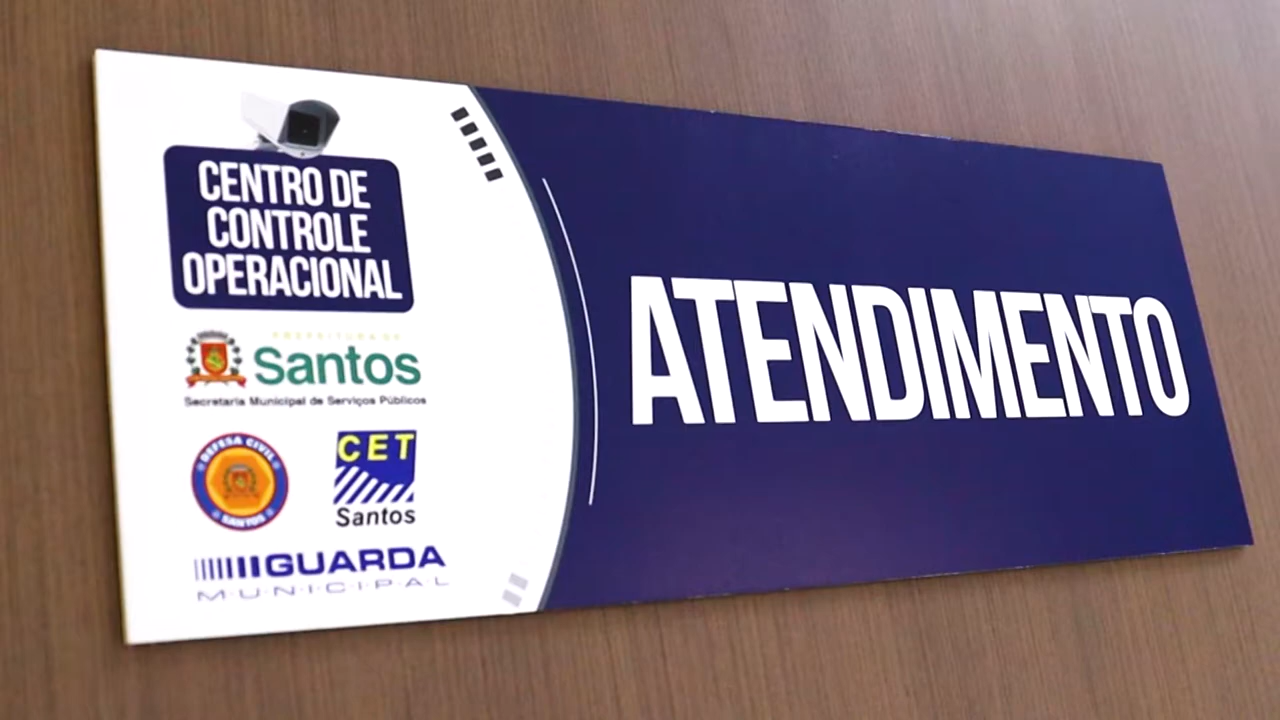 CENTRO DE
CONTROLE
OPERACIONAL
PREFEITURA DE
Santos
Secretaria Municipal de Serviços Públicos
DEFESA CIVIL
SANTOS
CET
Santos
GUARDA
MUNICIPAL
ATENDIMENTO